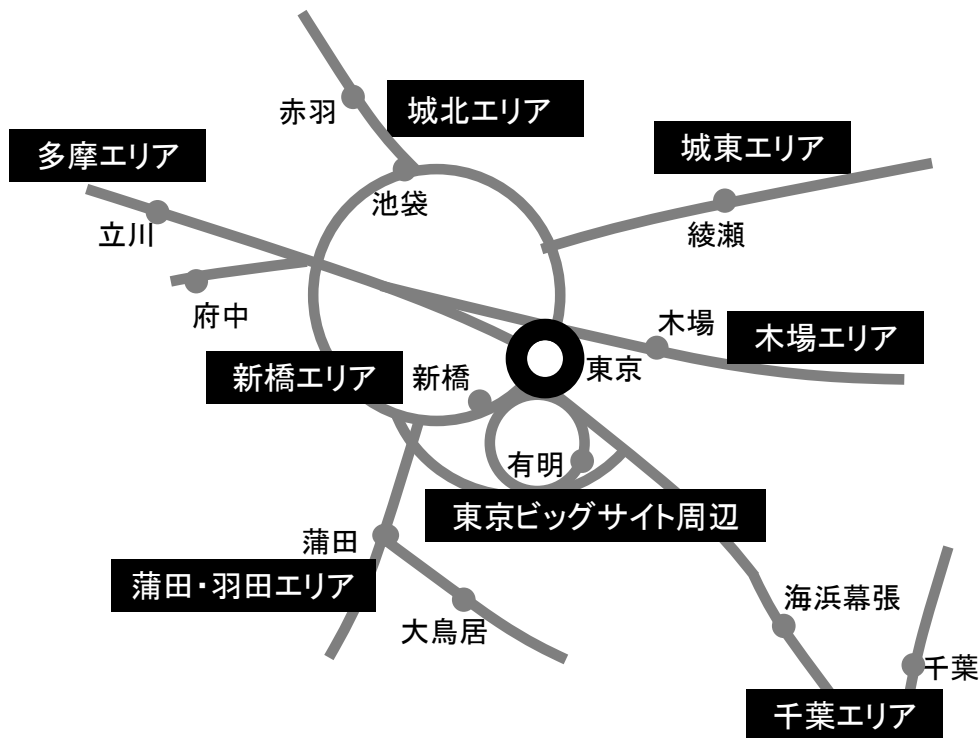 赤羽
城北エリア
多摩エリア
城東エリア
池袋
立川
綾瀬
府中
木場
木場エリア
新橋エリア
新橋
東京
有明
東京ビッグサイト周辺
蒲田
蒲田・羽田エリア
大鳥居
海浜幕張
千葉
千葉エリア